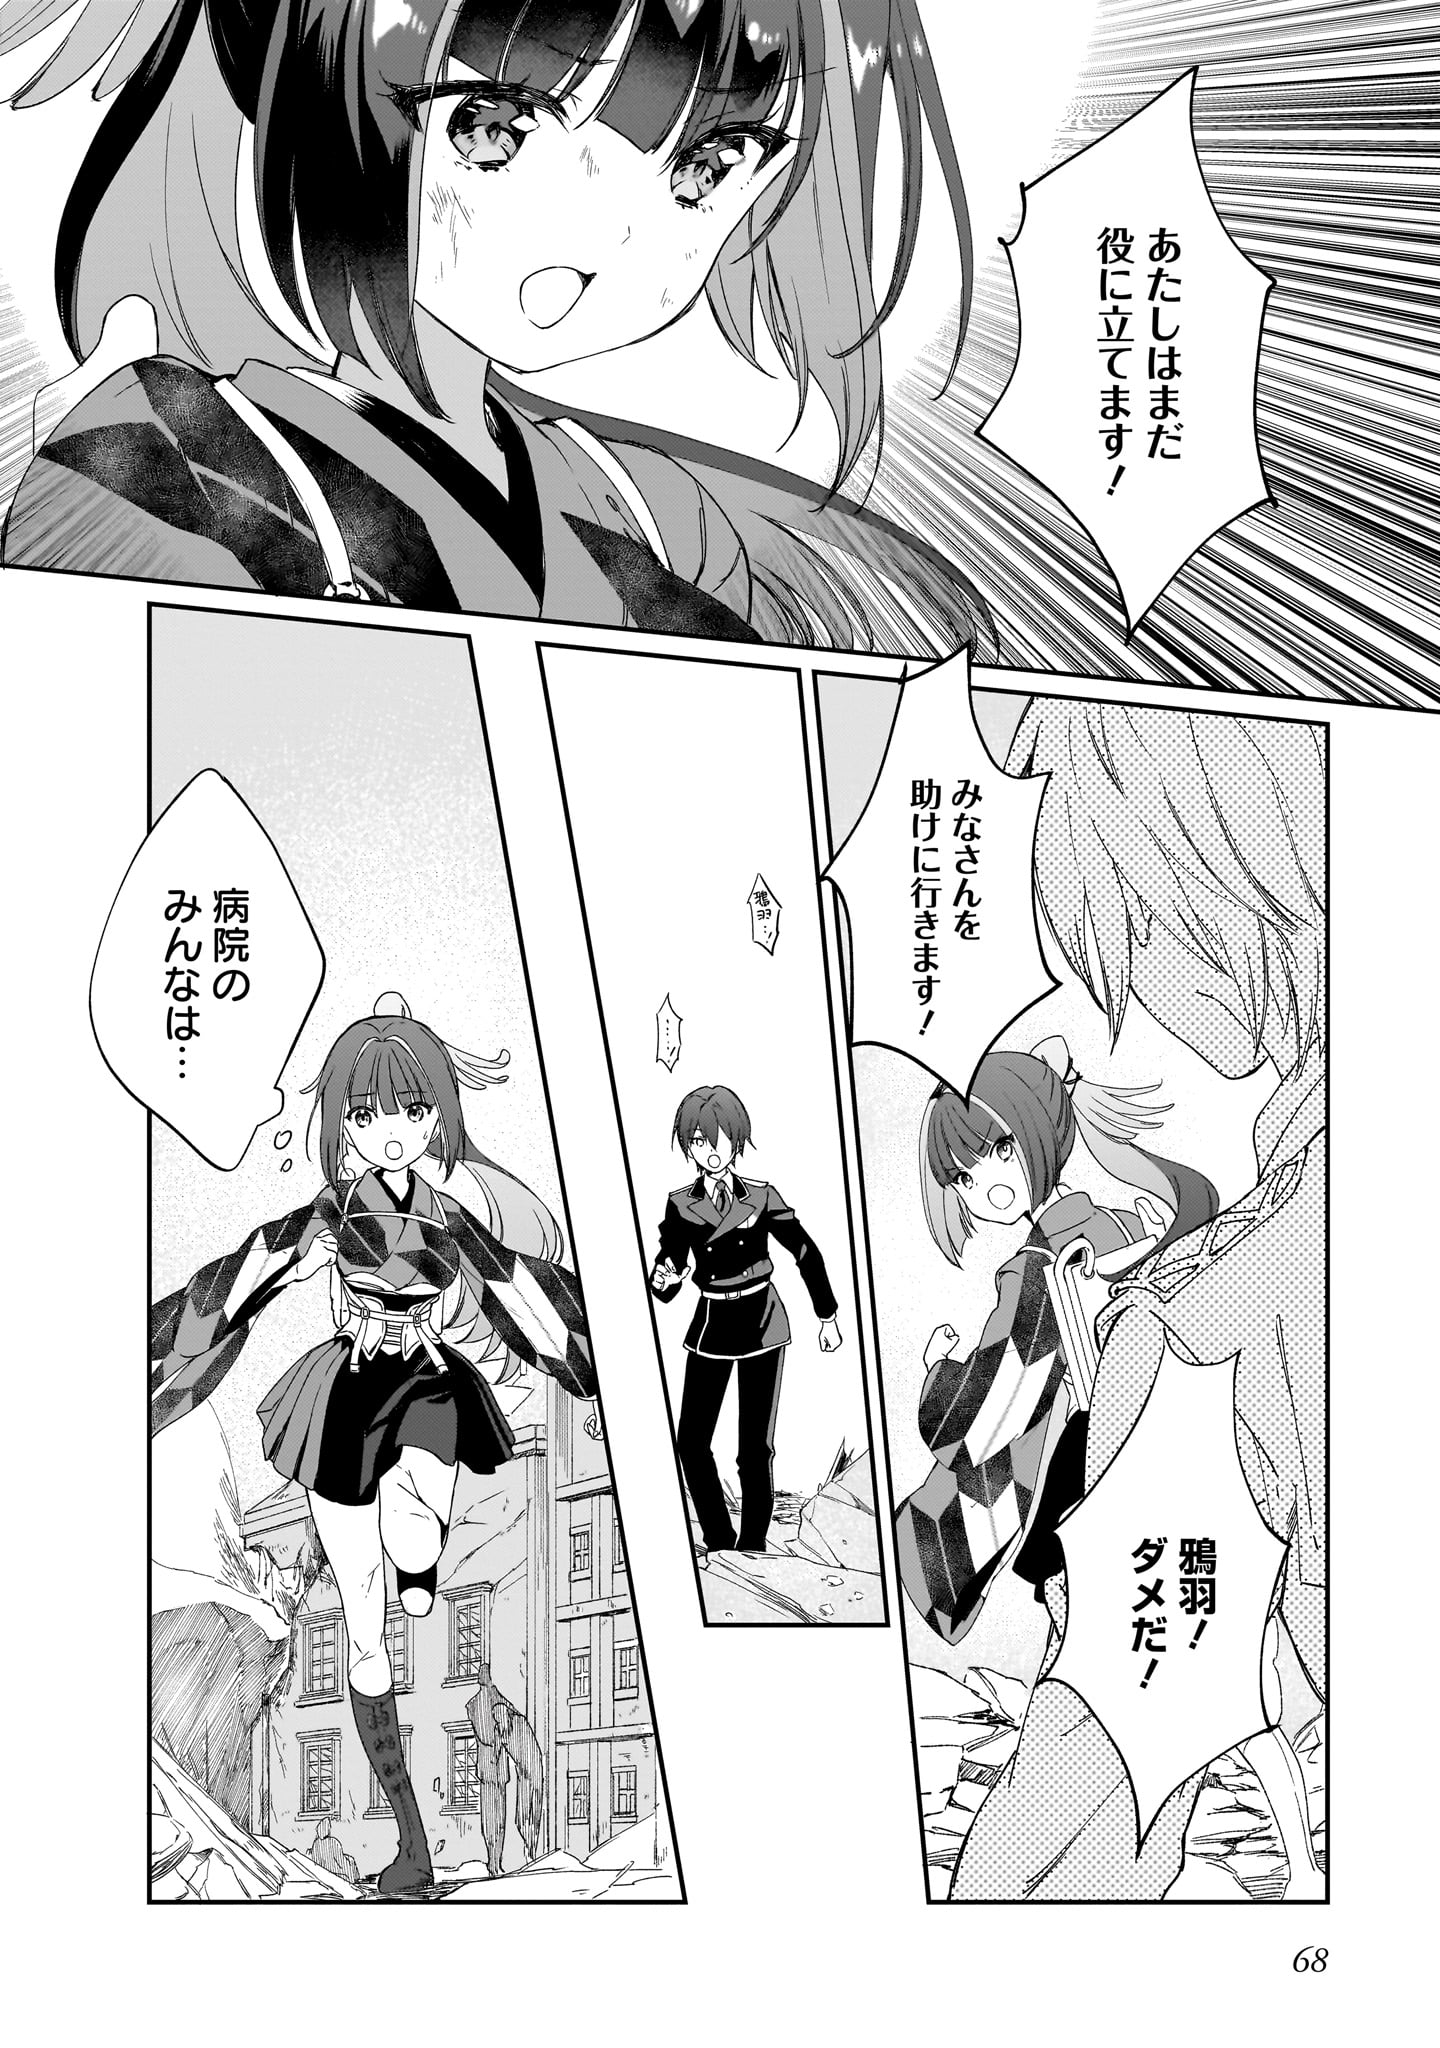 あたしはまだ
役に立てます！
みなさんを
助けに行きます！
鴉羽！
ダメだ！
鴉羽…！
……！
病院の
みんなは…
68